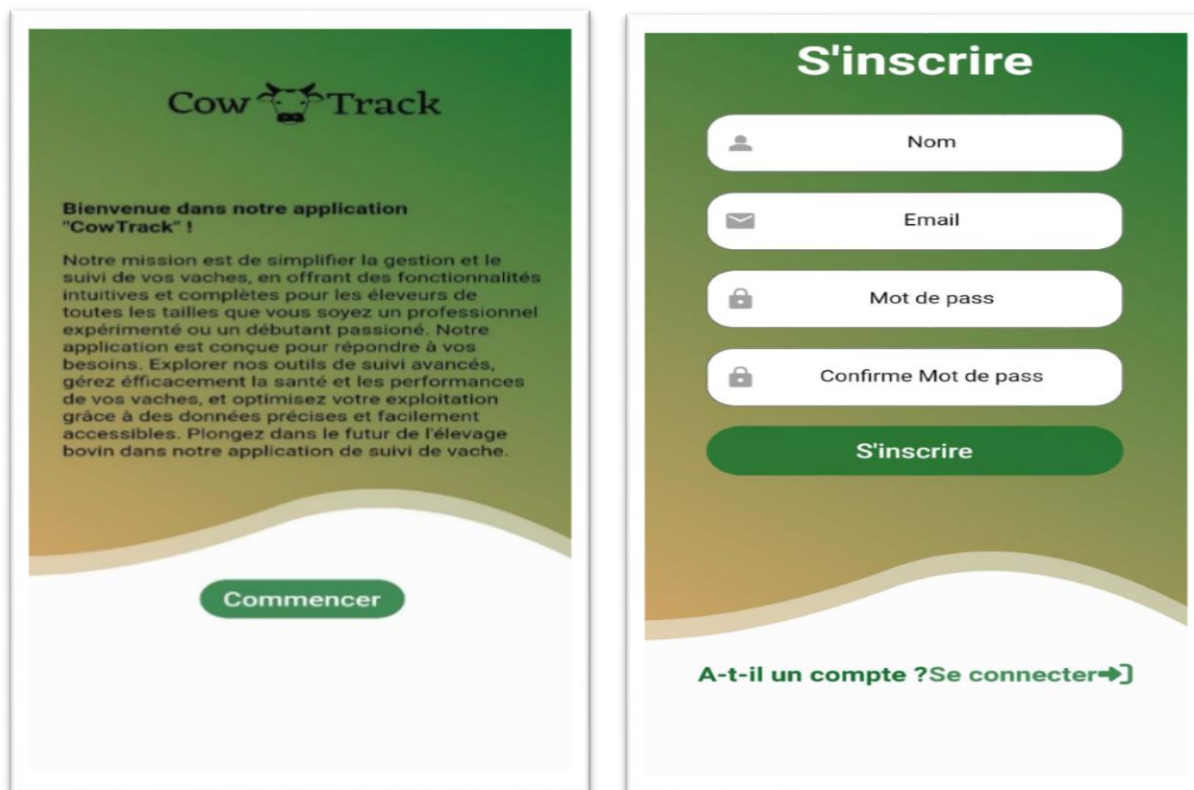 Cow Track
Bienvenue dans notre application
"CowTrack" !
Notre mission est de simplifier la gestion et le
suivi de vos vaches, en offrant des fonctionnalités
intuitives et complètes pour les éleveurs de
toutes les tailles que vous soyez un professionnel
expérimenté ou un débutant passioné. Notre
application est conçue pour répondre à vos
besoins. Explorer nos outils de suivi avancés,
gérez éfficacement la santé et les performances
de vos vaches, et optimisez votre exploitation
grâce à des données précises et facilement
accessibles. Plongez dans le futur de l'élevage
bovin dans notre application de suivi de vache.
Commencer
S'inscrire
Nom
Email
Mot de pass
Confirme Mot de pass
S'inscrire
A-t-il un compte ?Se connecter